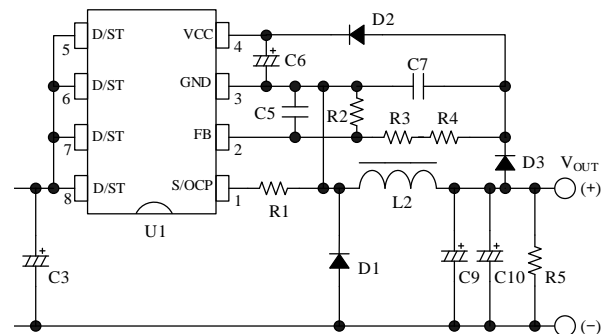 D/ST VCC D2
5 4
C6 C7
D/ST GND
6 3
C5 R2 R3 R4
D/ST FB
7 2
D3 VOUT
D/ST S/OCP (+)
8 1 R1 L2
U1
C3 D1 C9 C10 R5
(−)